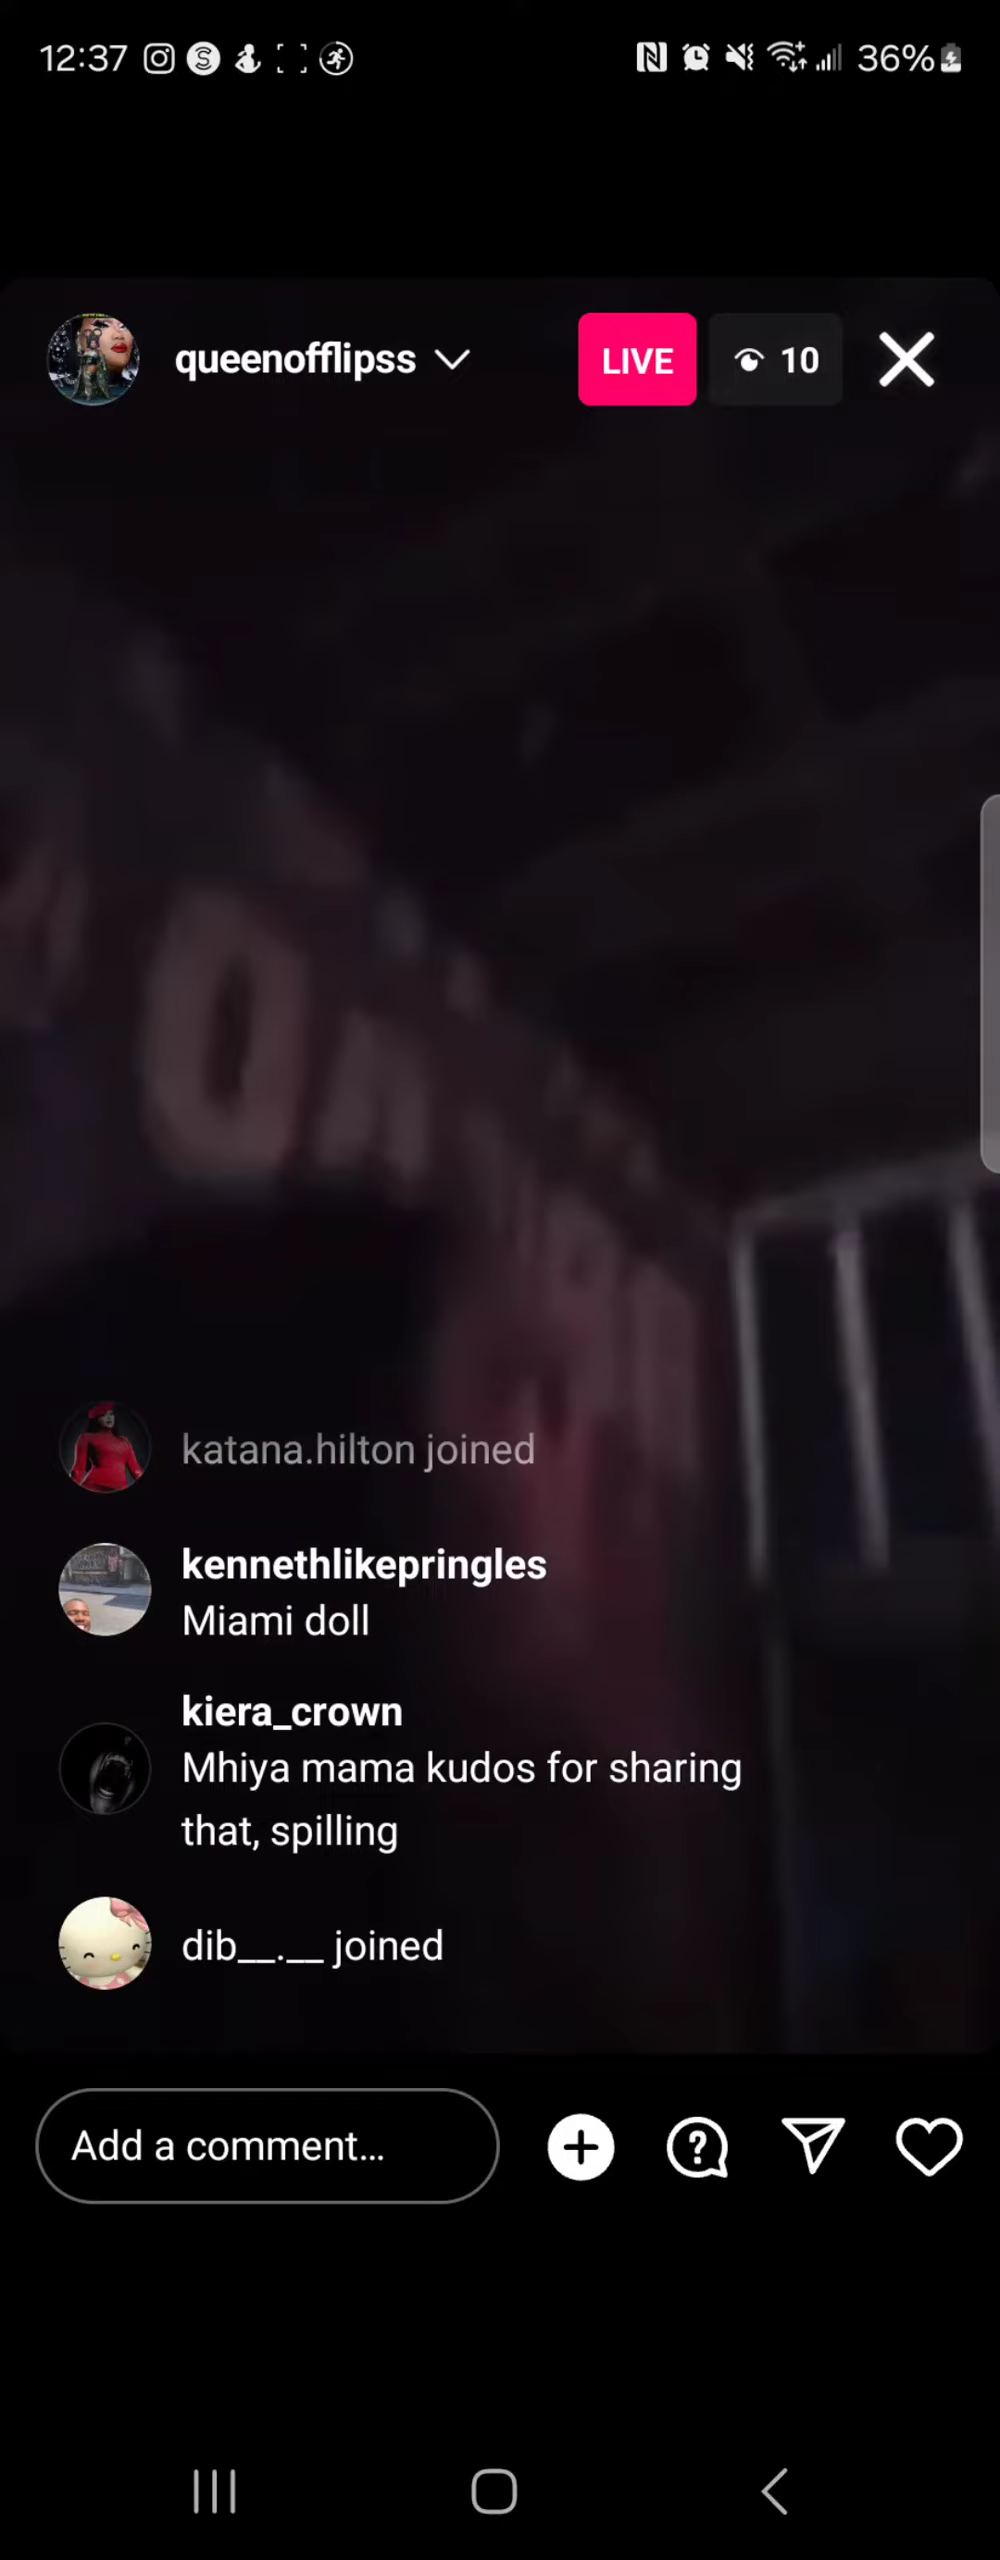 12:37
36%
queenofflipss
LIVE
10
katana.hilton joined
kennethlikepringles
Miami doll
kiera_crown
Mhiya mama kudos for sharing
that, spilling
dib__.__ joined
Add a comment...